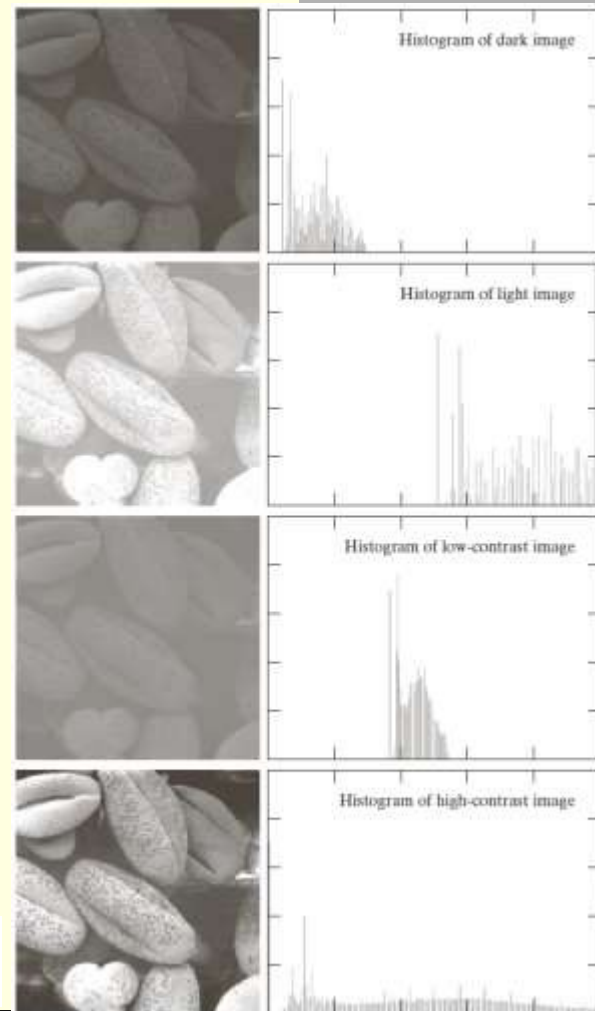 Histogram of dark image
Histogram of light image
Histogram of low-contrast image
Histogram of high-contrast image